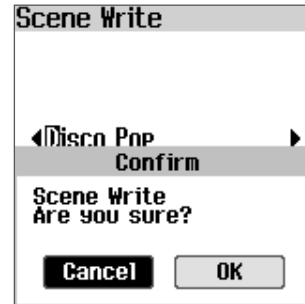 Scene Write
Disco Pop
Confirm
Scene Write
Are you sure?
Cancel
OK